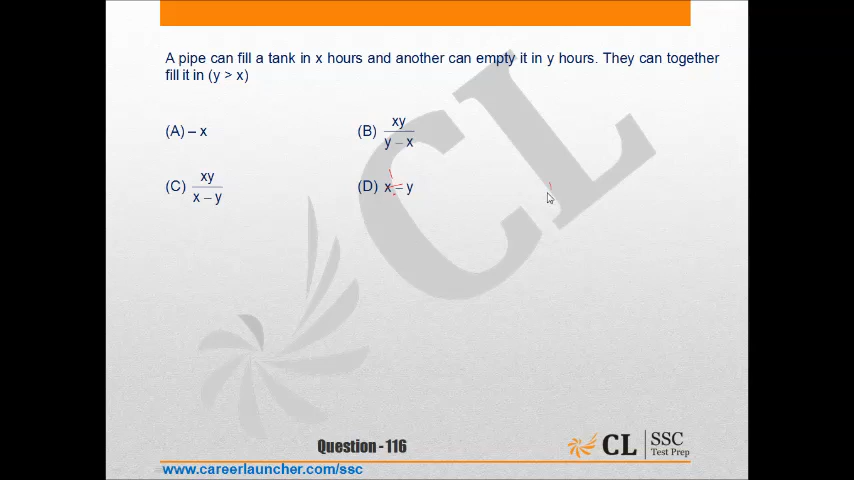 A pipe can fill a tank in x hours and another can empty it in y hours. They can together
fill it in (y > x)
(A) – x
(B) xy
y – x
(C) xy
x – y
(D) x – y
CL
Question - 116
CL SSC
Test Prep
www.careerlauncher.com/ssc